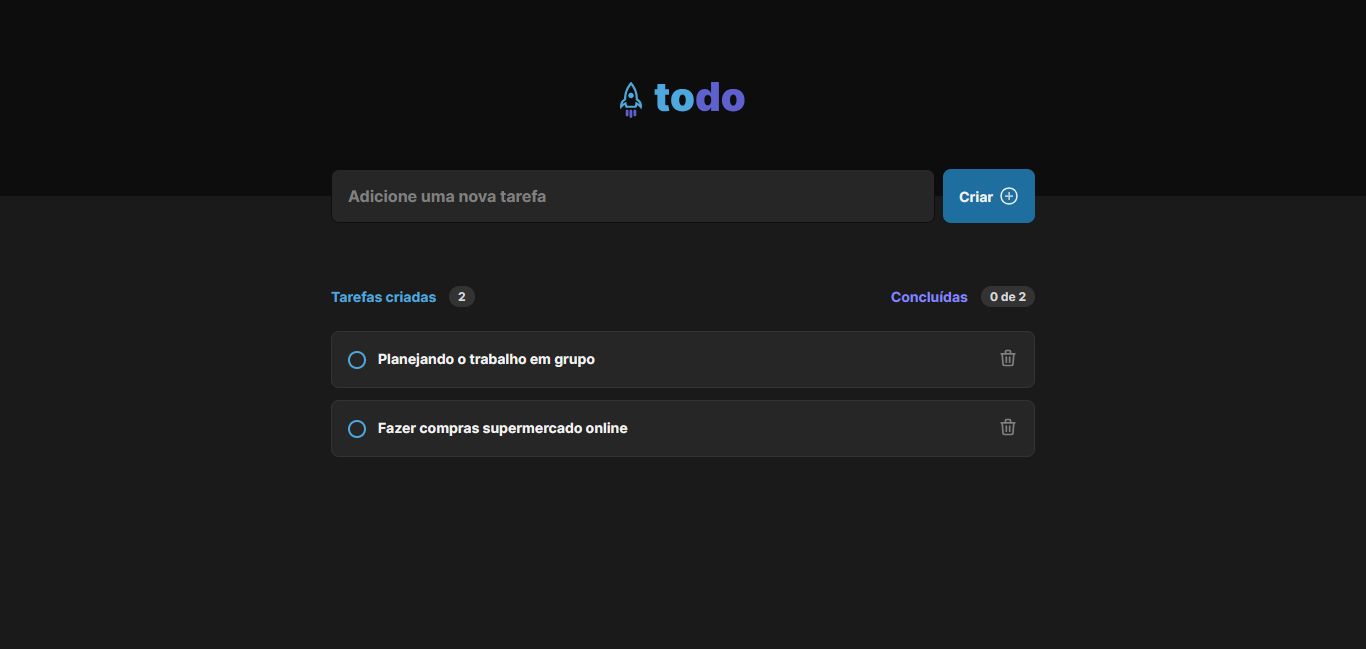 todo
Adicione uma nova tarefa
Criar
Tarefas criadas 2
Concluídas 0 de 2
Planejando o trabalho em grupo
Fazer compras supermercado online